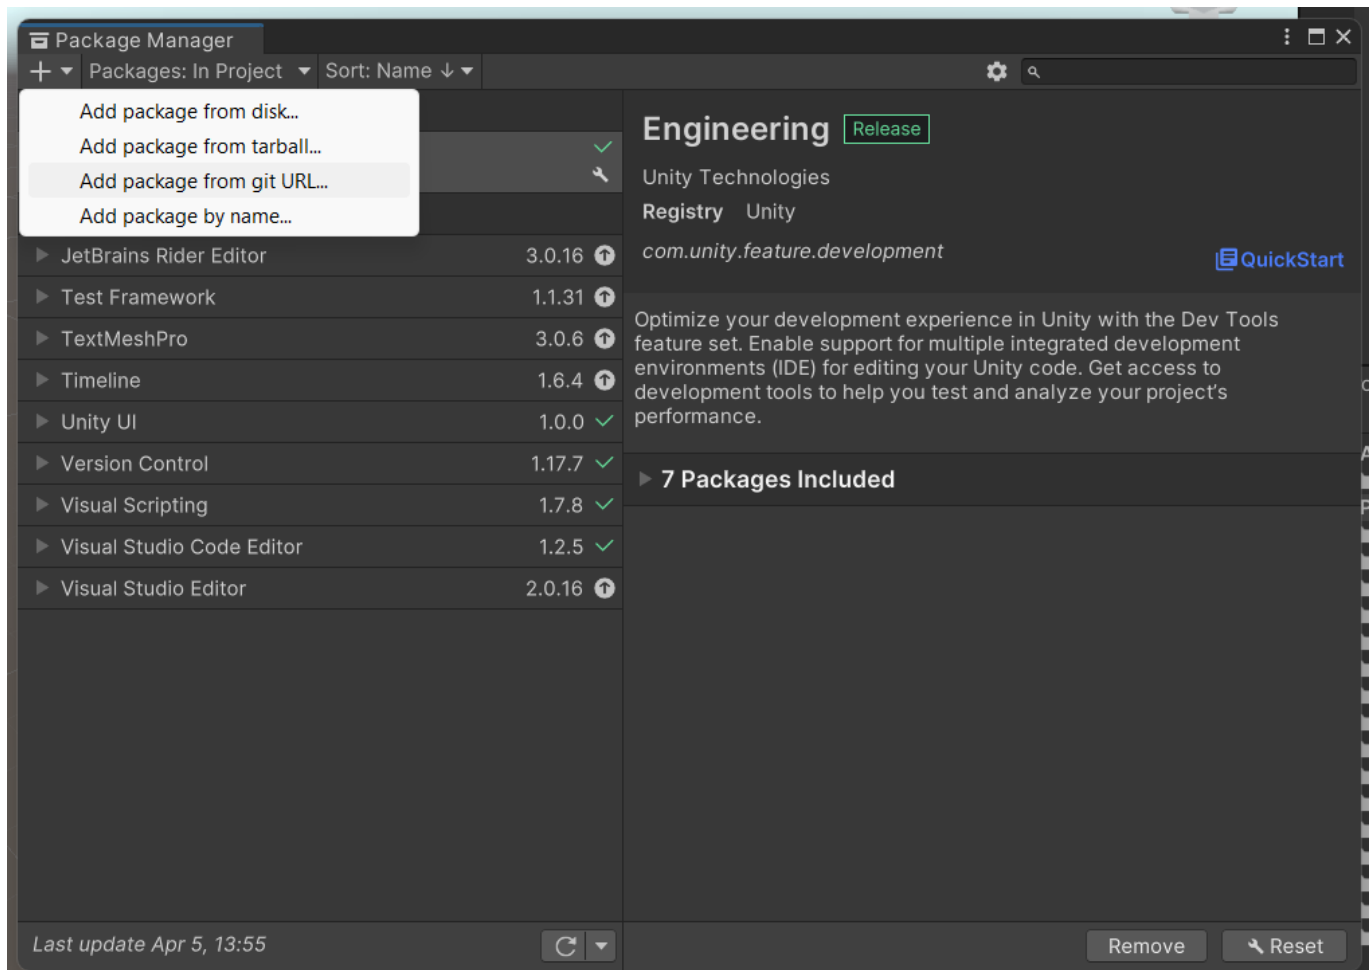 Package Manager
Packages: In Project
Sort: Name ↓
Add package from disk...
Add package from tarball...
Add package from git URL...
Add package by name...
JetBrains Rider Editor 3.0.16
Test Framework 1.1.31
TextMeshPro 3.0.6
Timeline 1.6.4
Unity UI 1.0.0
Version Control 1.17.7
Visual Scripting 1.7.8
Visual Studio Code Editor 1.2.5
Visual Studio Editor 2.0.16
Last update Apr 5, 13:55
Engineering Release
Unity Technologies
Registry Unity
com.unity.feature.development
QuickStart
Optimize your development experience in Unity with the Dev Tools
feature set. Enable support for multiple integrated development
environments (IDE) for editing your Unity code. Get access to
development tools to help you test and analyze your project's
performance.
7 Packages Included
Remove
Reset